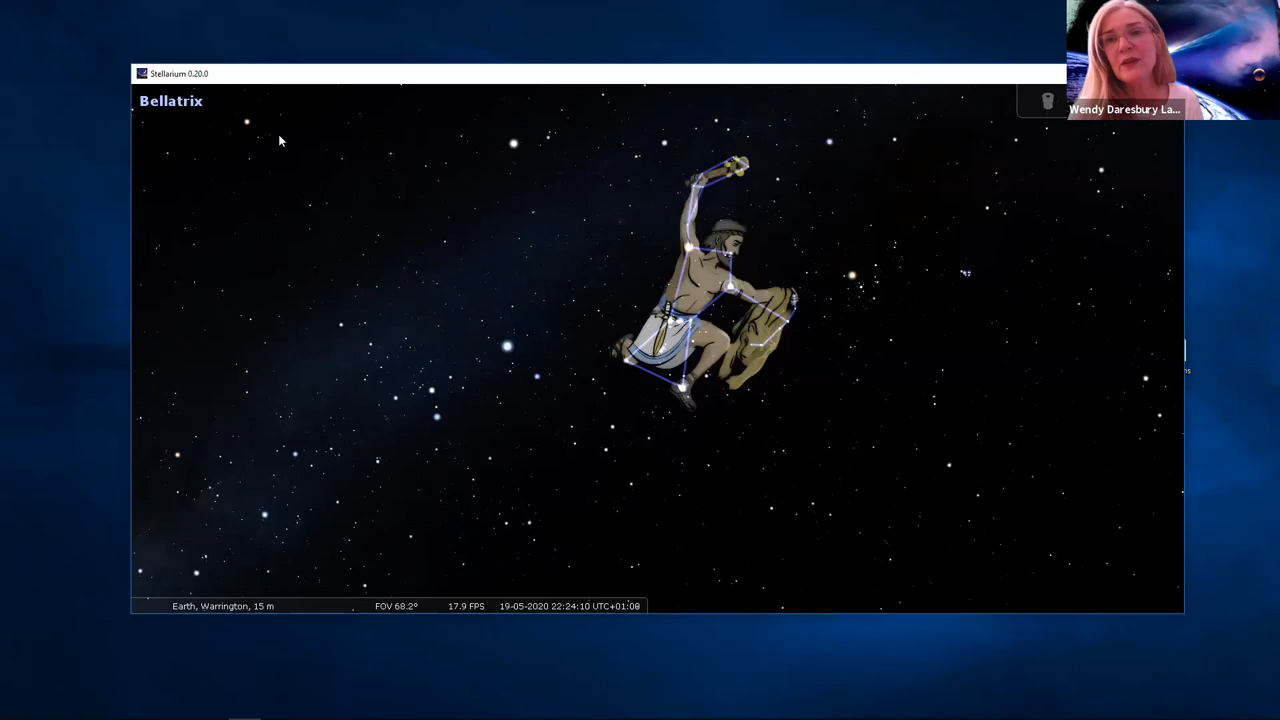 Stellarium 0.20.0
Bellatrix
Wendy Daresbury La...
ns
Earth, Warrington, 15 m
FOV 68.2°
17.9 FPS
19-05-2020 22:24:10 UTC+01:00